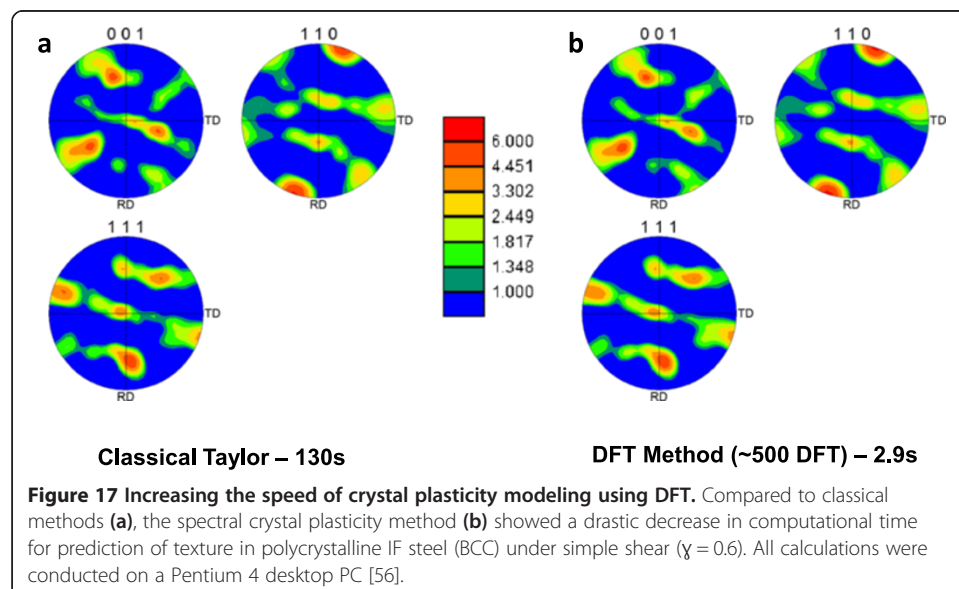 a
0 0 1
TD
RD
1 1 0
TD
RD
1 1 1
TD
RD
6.000
4.451
3.302
2.449
1.817
1.348
1.000
b
0 0 1
TD
RD
1 1 0
TD
RD
1 1 1
TD
RD
Classical Taylor – 130s
DFT Method (~500 DFT) – 2.9s
Figure 17 Increasing the speed of crystal plasticity modeling using DFT. Compared to classical
methods (a), the spectral crystal plasticity method (b) showed a drastic decrease in computational time
for prediction of texture in polycrystalline IF steel (BCC) under simple shear (ɣ = 0.6). All calculations were
conducted on a Pentium 4 desktop PC [56].